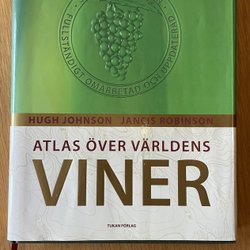 FULLSTÄNDIGT OMARBETAD OCH UPPDATERAD
HUGH JOHNSON JANCIS ROBINSON
ATLAS ÖVER VÄRLDENS
VINER
TUKAN FÖRLAG